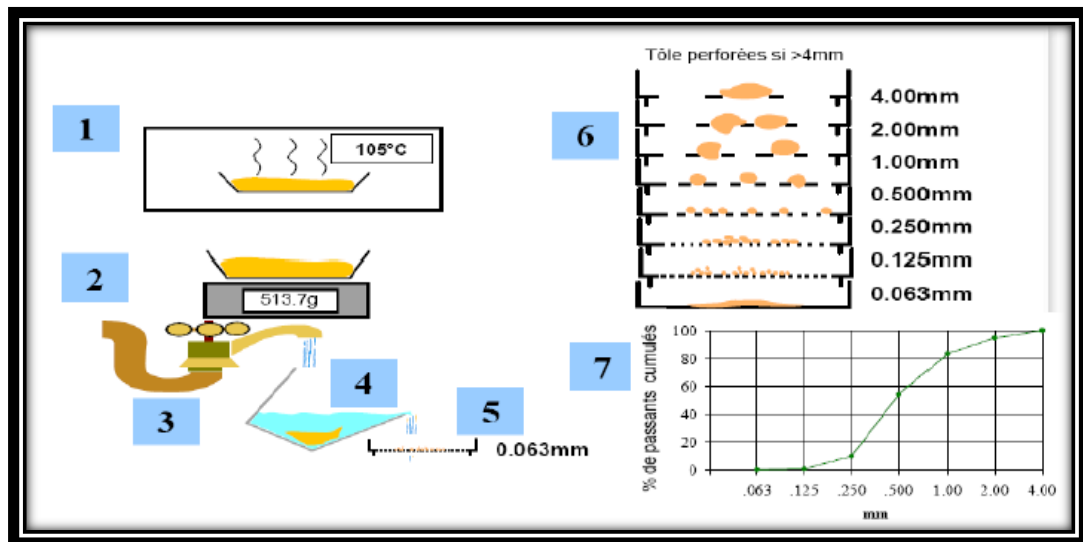 1
105°C
2
513.7g
3
4
5
0.063mm
Tôle perforées si >4mm
6
4.00mm
2.00mm
1.00mm
0.500mm
0.250mm
0.125mm
0.063mm
7
% de passants cumulés
100
80
60
40
20
0
.063 .125 .250 .500 1.00 2.00 4.00
mm